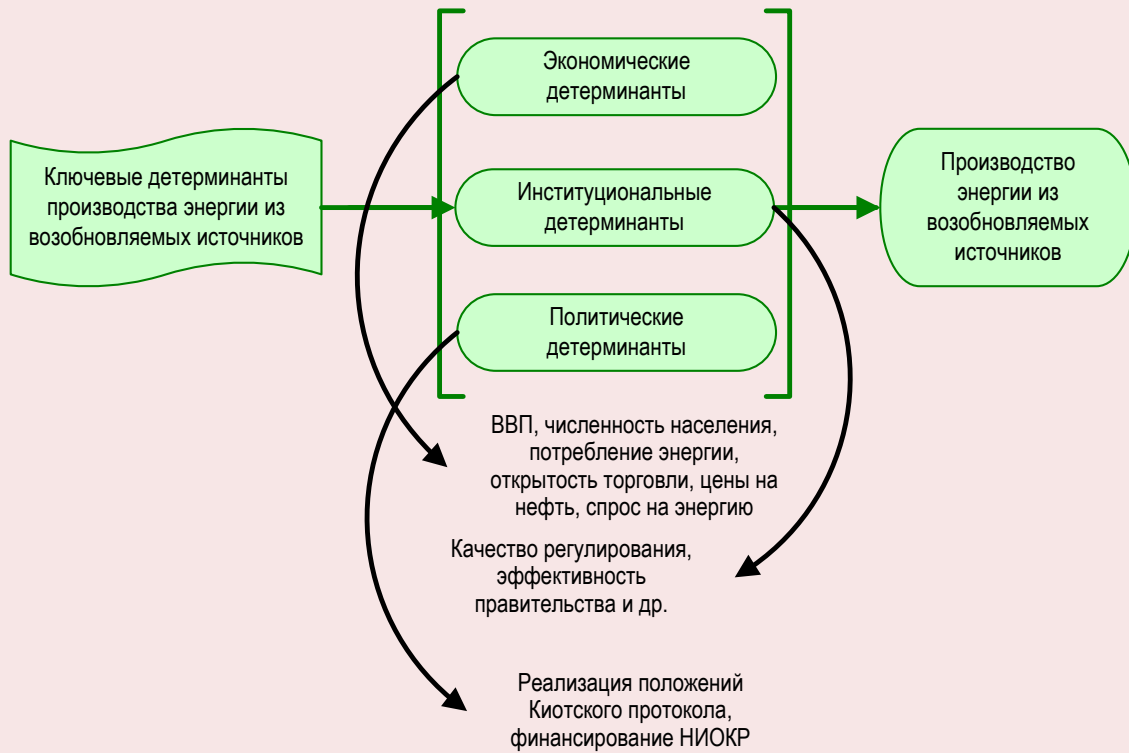 Экономические
детерминанты
Ключевые детерминанты
производства энергии из
возобновляемых источников
Институциональные
детерминанты
Производство
энергии из
возобновляемых
источников
Политические
детерминанты
ВВП, численность населения,
потребление энергии,
открытость торговли, цены на
нефть, спрос на энергию
Качество регулирования,
эффективность
правительства и др.
Реализация положений
Киотского протокола,
финансирование НИОКР